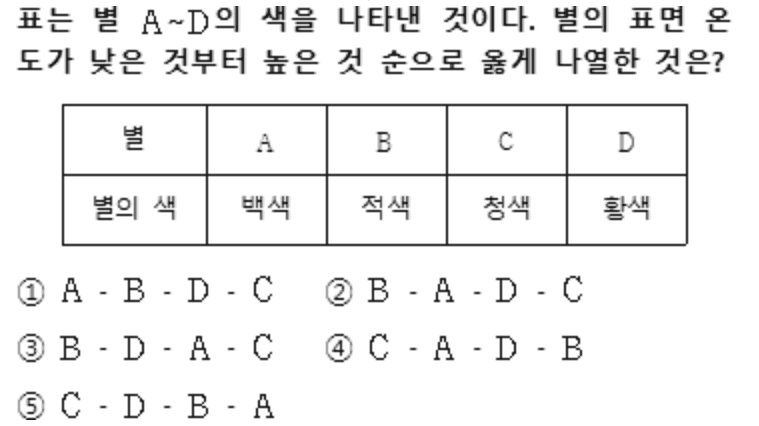 표는 별 A~D의 색을 나타낸 것이다. 별의 표면 온
도가 낮은 것부터 높은 것 순으로 옳게 나열한 것은?
별 A B C D
별의 색 백색 적색 청색 황색
① A - B - D - C ② B - A - D - C
③ B - D - A - C ④ C - A - D - B
⑤ C - D - B - A